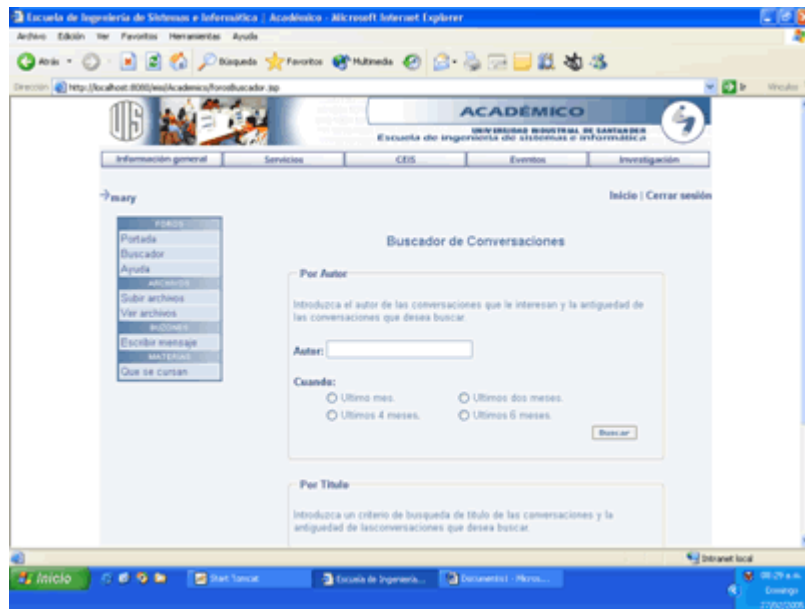 Escuela de Ingeniería de Sistemas e Informática | Académico - Microsoft Internet Explorer
Archivo Edición Ver Favoritos Herramientas Ayuda
Atrás Búsqueda Favoritos Multimedia
Dirección http://localhost:8080/eisi/Academico/forosBuscador.jsp Ir Vínculos
UIS
ACADÉMICO
UNIVERSIDAD INDUSTRIAL DE SANTANDER
Escuela de ingeniería de sistemas e informática
Información general Servicios CEIS Eventos Investigación
mary Inicio | Cerrar sesión
FOROS
Portada
Buscador
Ayuda
ARCHIVOS
Subir archivos
Ver archivos
BUZONES
Escribir mensaje
MATERIAS
Que se cursan
Buscador de Conversaciones
Por Autor
Introduzca el autor de las conversaciones que le interesan y la antiguedad de
las conversaciones que desea buscar.
Autor:
Cuando:
Ultimo mes. Ultimos dos meses.
Ultimos 4 meses. Ultimos 6 meses.
Buscar
Por Titulo
Introduzca un criterio de busqueda de titulo de las conversaciones y la
antiguedad de lasconversaciones que desea buscar.
Intranet local
Inicio Start Tomcat Escuela de Ingeniería... Documento1 - Micros...
08:29 a.m.
Domingo